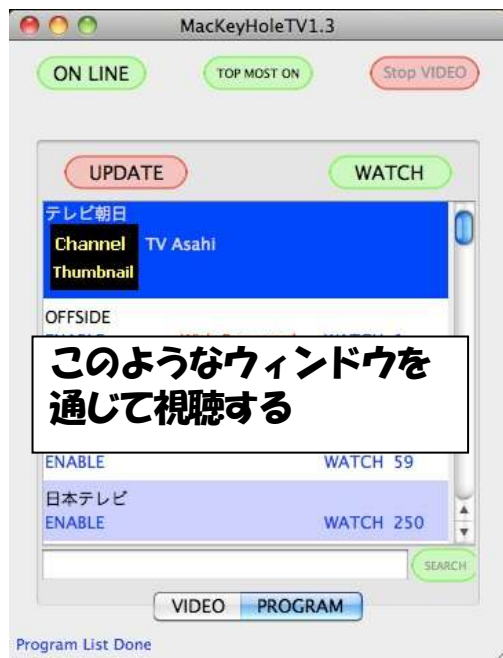 MacKeyHoleTV1.3
ON LINE
TOP MOST ON
Stop VIDEO
UPDATE
WATCH
テレビ朝日
Channel
Thumbnail
TV Asahi
OFFSIDE
このようなウィンドウを
通じて視聴する
ENABLE WATCH 59
日本テレビ
ENABLE WATCH 250
SEARCH
VIDEO PROGRAM
Program List Done